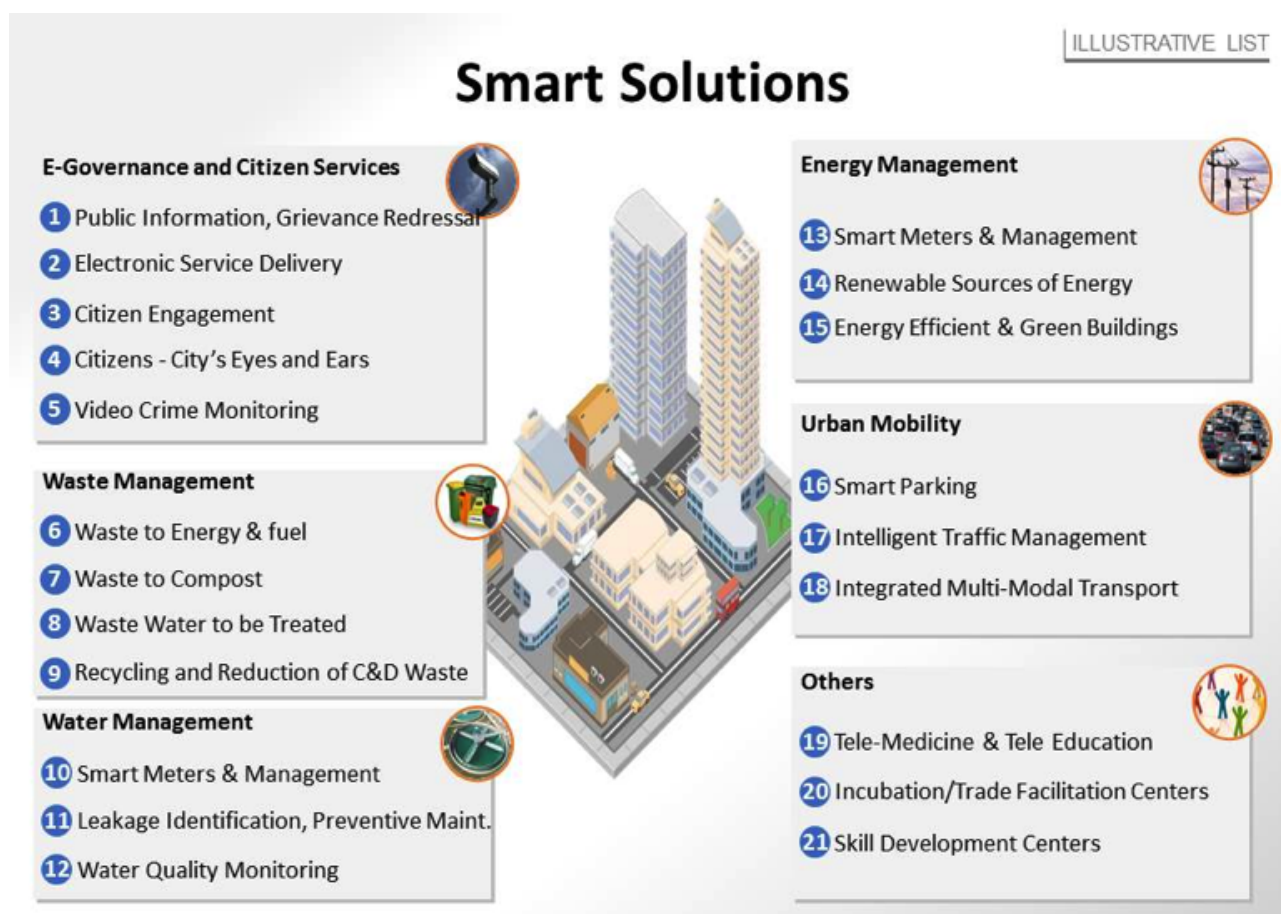 ILLUSTRATIVE LIST
Smart Solutions
E-Governance and Citizen Services
1 Public Information, Grievance Redressal
2 Electronic Service Delivery
3 Citizen Engagement
4 Citizens - City's Eyes and Ears
5 Video Crime Monitoring
Waste Management
6 Waste to Energy & fuel
7 Waste to Compost
8 Waste Water to be Treated
9 Recycling and Reduction of C&D Waste
Water Management
10 Smart Meters & Management
11 Leakage Identification, Preventive Maint.
12 Water Quality Monitoring
Energy Management
13 Smart Meters & Management
14 Renewable Sources of Energy
15 Energy Efficient & Green Buildings
Urban Mobility
16 Smart Parking
17 Intelligent Traffic Management
18 Integrated Multi-Modal Transport
Others
19 Tele-Medicine & Tele Education
20 Incubation/Trade Facilitation Centers
21 Skill Development Centers